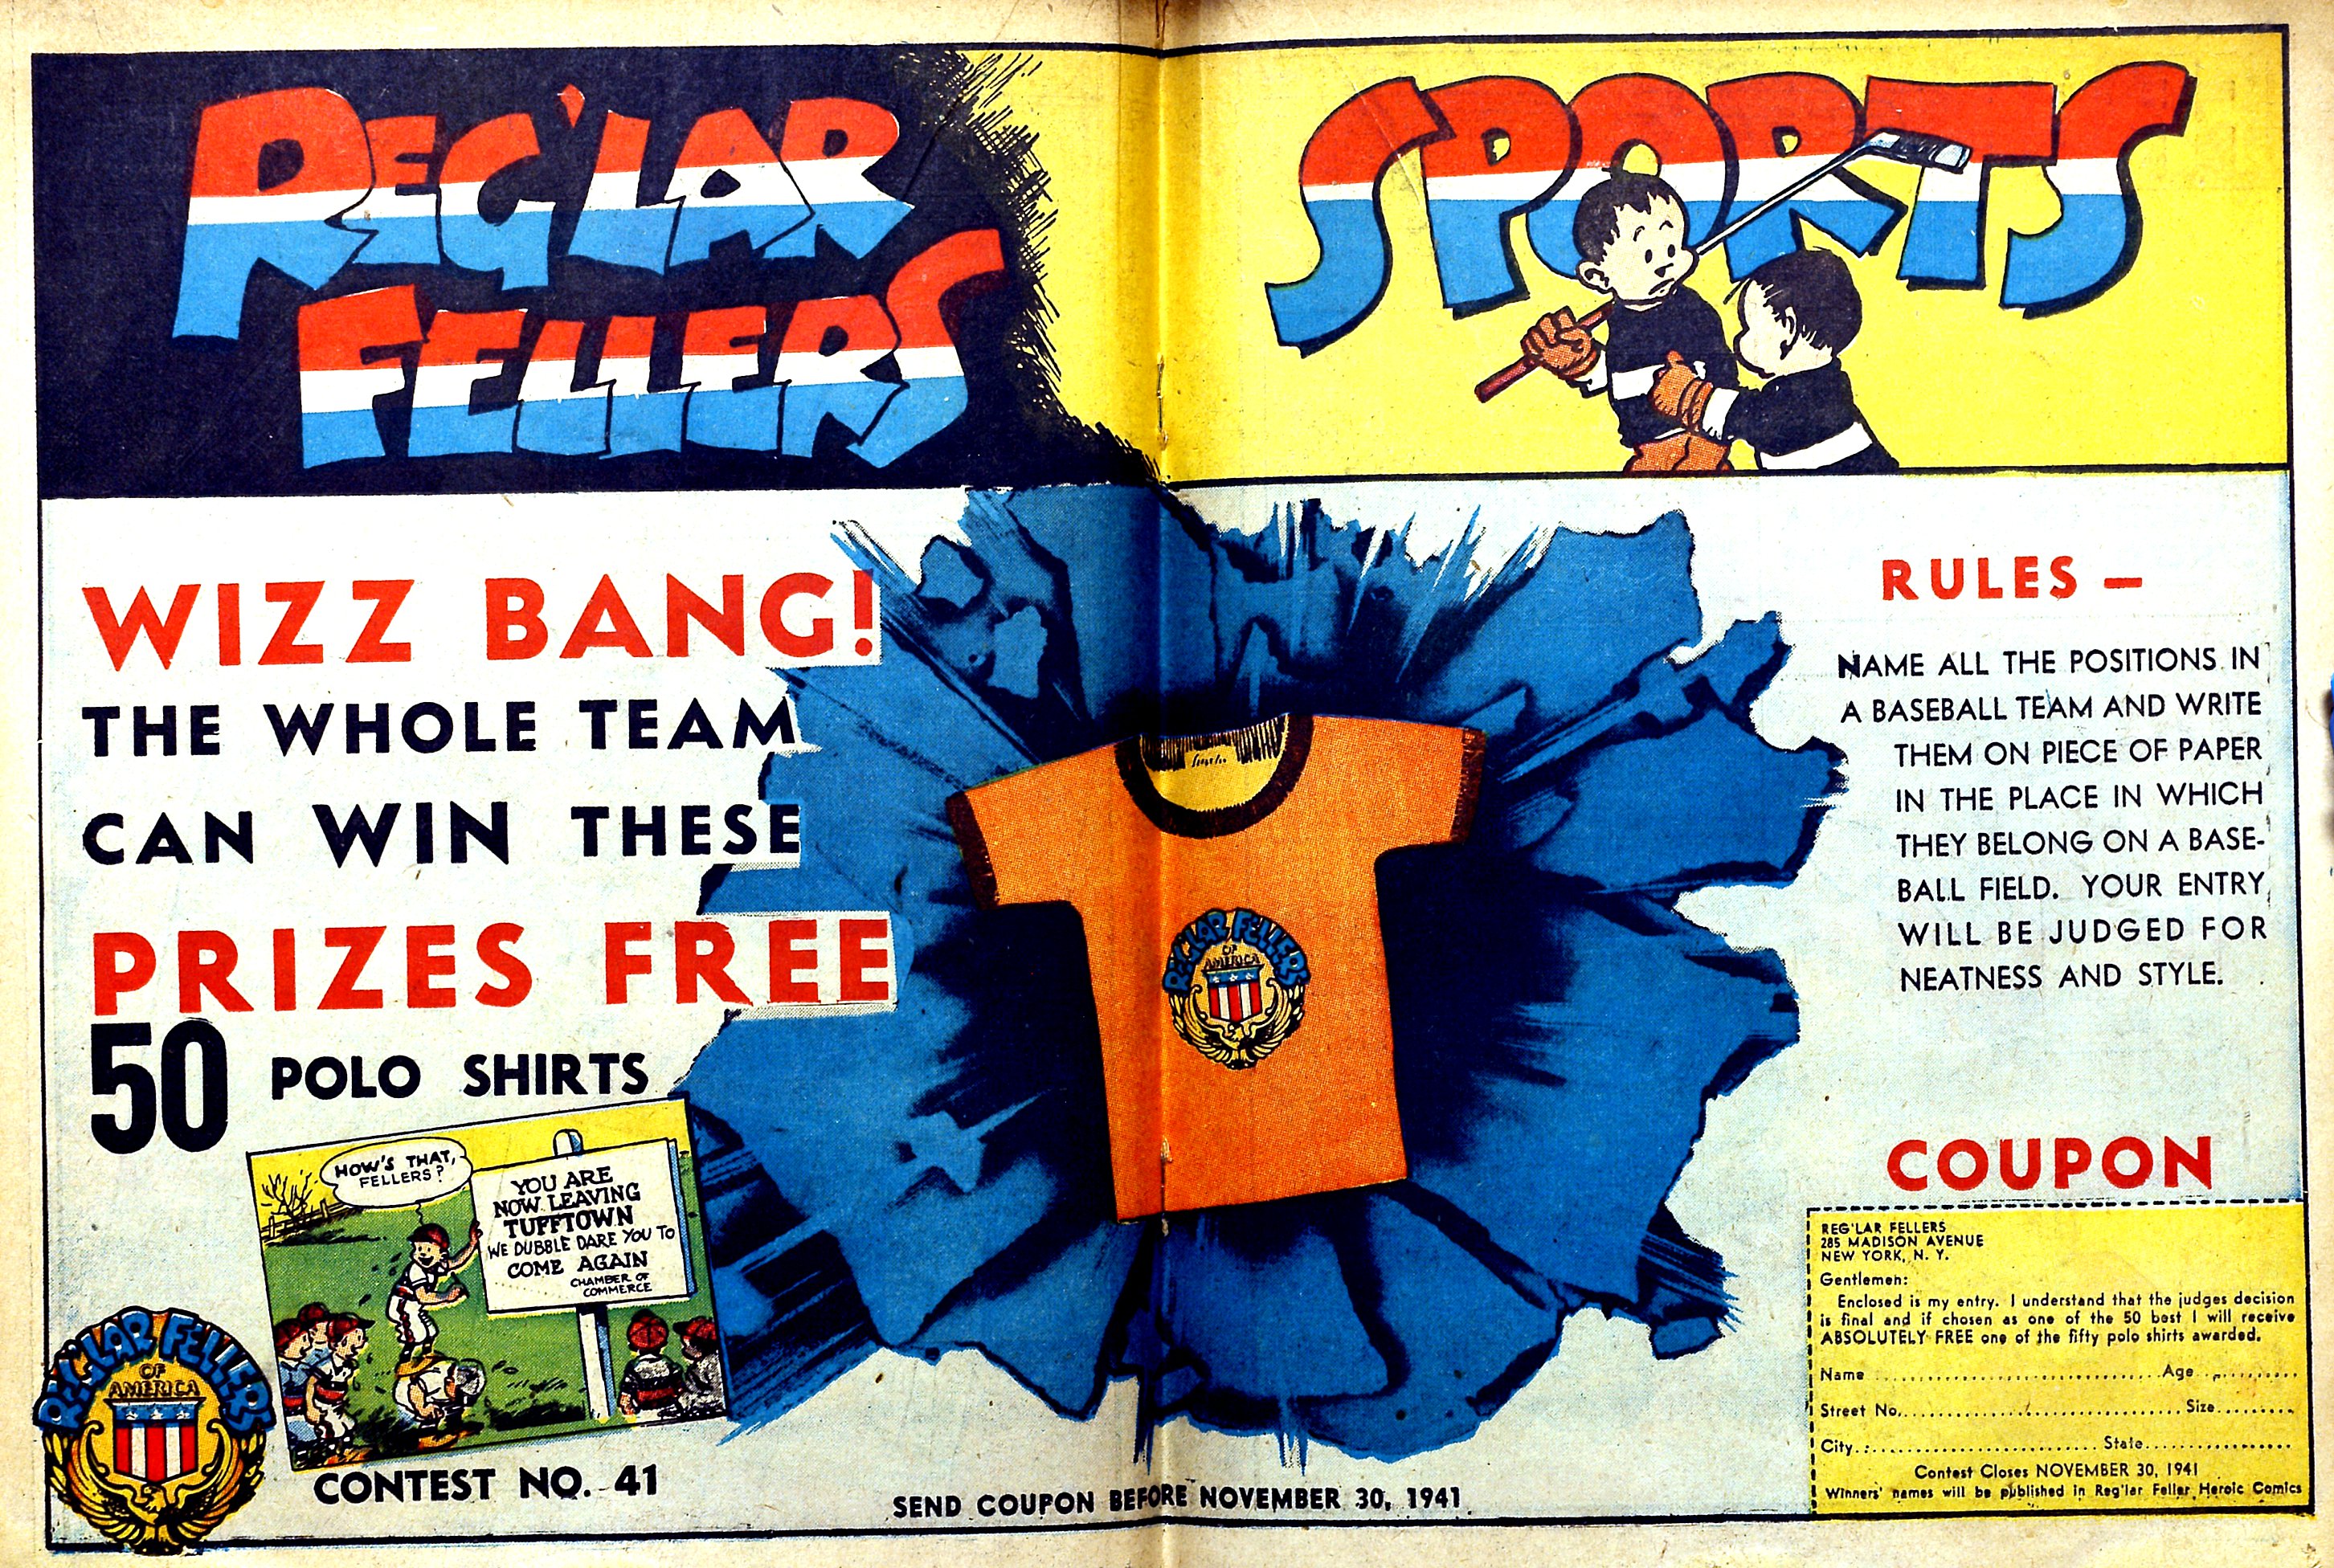 REG'LAR
FELLERS
SPORTS
WIZZ BANG!
THE WHOLE TEAM
CAN WIN THESE
PRIZES FREE
50 POLO SHIRTS
HOW'S THAT,
FELLERS?
YOU ARE
NOW LEAVING
TUFFTOWN
WE DUBBLE DARE YOU TO
COME AGAIN
CHAMBER OF
COMMERCE
REG'LAR FELLERS
OF
AMERICA
CONTEST NO. 41
REG'LAR FELLERS
OF
AMERICA
SEND COUPON BEFORE NOVEMBER 30, 1941
RULES —
NAME ALL THE POSITIONS IN
A BASEBALL TEAM AND WRITE
THEM ON PIECE OF PAPER
IN THE PLACE IN WHICH
THEY BELONG ON A BASE-
BALL FIELD. YOUR ENTRY
WILL BE JUDGED FOR
NEATNESS AND STYLE.
COUPON
REG'LAR FELLERS
285 MADISON AVENUE
NEW YORK, N. Y.
Gentlemen:
Enclosed is my entry. I understand that the judges decision
is final and if chosen as one of the 50 best I will receive
ABSOLUTELY FREE one of the fifty polo shirts awarded.
Name ........ Age ........
Street No. ........ Size ........
City ........ State ........
Contest Closes NOVEMBER 30, 1941
Winners' names will be published in Reg'lar Feller Heroic Comics